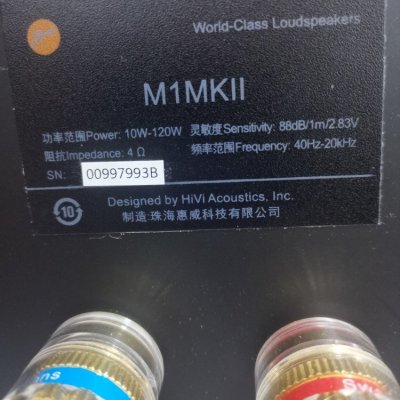 World-Class Loudspeakers
M1MKII
功率范围Power: 10W-120W 灵敏度Sensitivity: 88dB/1m/2.83V
阻抗Impedance: 4 Ω 频率范围Frequency: 40Hz-20kHz
SN: 00997993B
10
Designed by HiVi Acoustics, Inc.
制造:珠海惠威科技有限公司